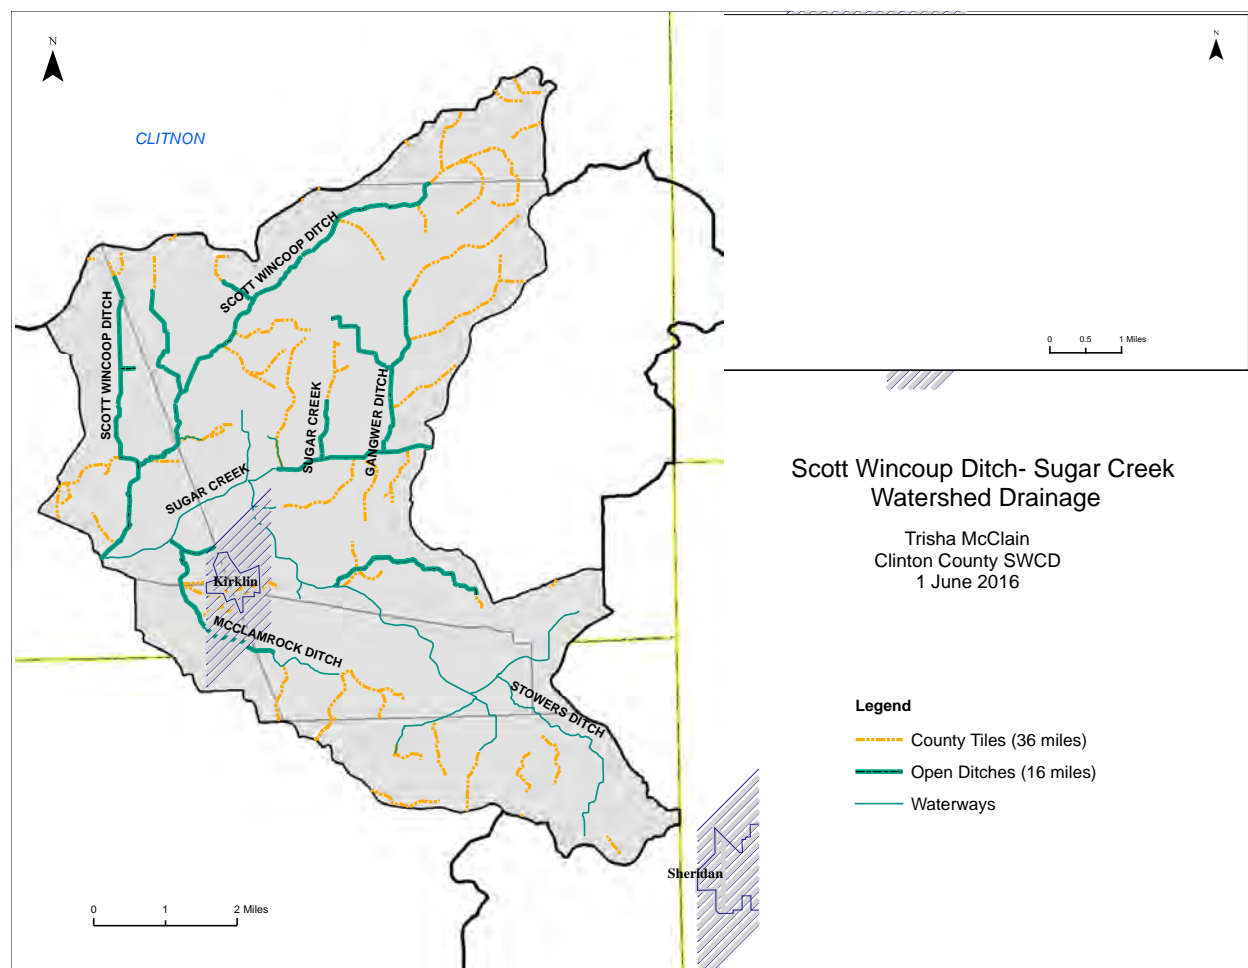 N
N
CLITNON
SCOTT WINCOOP DITCH
SCOTT WINCOOP DITCH
SUGAR CREEK
GANGWER DITCH
SUGAR CREEK
Kirklin
MCCLAMROCK DITCH
STOWERS DITCH
Sheridan
0 1 2 Miles
0 0.5 1 Miles
Scott Wincoup Ditch- Sugar Creek
Watershed Drainage
Trisha McClain
Clinton County SWCD
1 June 2016
Legend
County Tiles (36 miles)
Open Ditches (16 miles)
Waterways